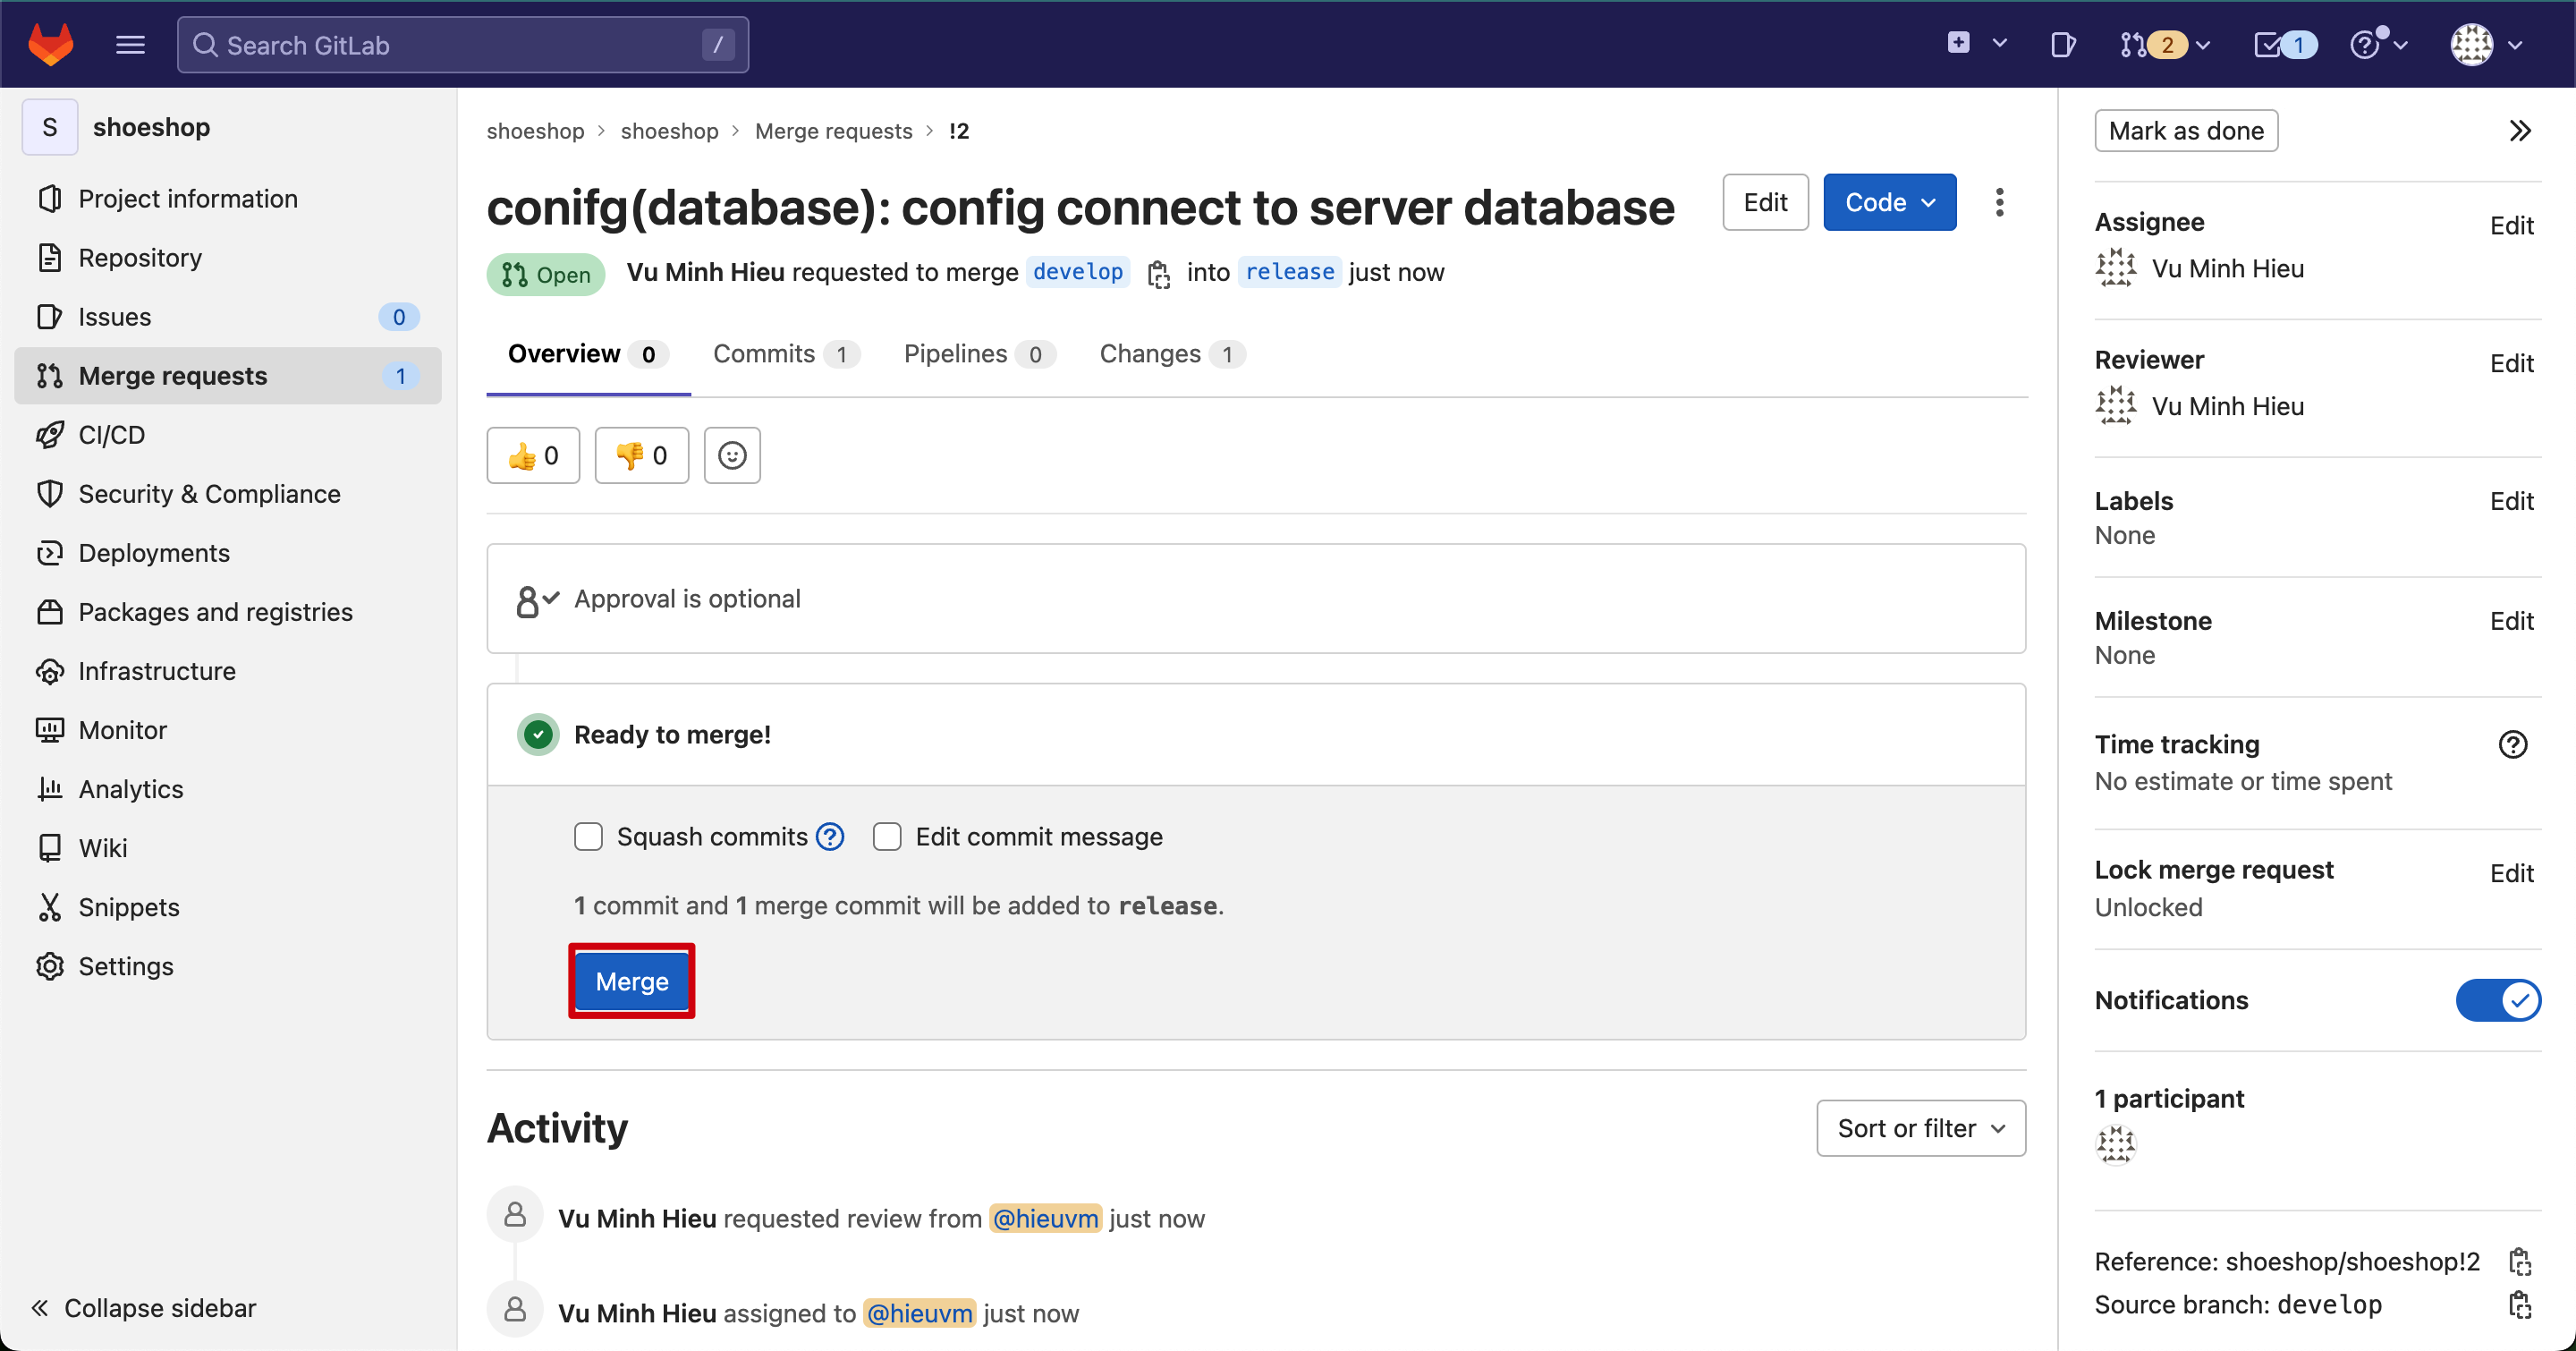 Search GitLab /
2
1
S shoeshop
Project information
Repository
Issues 0
Merge requests 1
CI/CD
Security & Compliance
Deployments
Packages and registries
Infrastructure
Monitor
Analytics
Wiki
Snippets
Settings
Collapse sidebar
shoeshop > shoeshop > Merge requests > !2
conifg(database): config connect to server database
Edit
Code
Open Vu Minh Hieu requested to merge develop into release just now
Overview 0 Commits 1 Pipelines 0 Changes 1
👍 0 👎 0
Approval is optional
Ready to merge!
Squash commits ? Edit commit message
1 commit and 1 merge commit will be added to release.
Merge
Activity
Sort or filter
Vu Minh Hieu requested review from @hieuvm just now
Vu Minh Hieu assigned to @hieuvm just now
Mark as done
Assignee Edit
Vu Minh Hieu
Reviewer Edit
Vu Minh Hieu
Labels Edit
None
Milestone Edit
None
Time tracking ?
No estimate or time spent
Lock merge request Edit
Unlocked
Notifications
1 participant
Reference: shoeshop/shoeshop!2
Source branch: develop